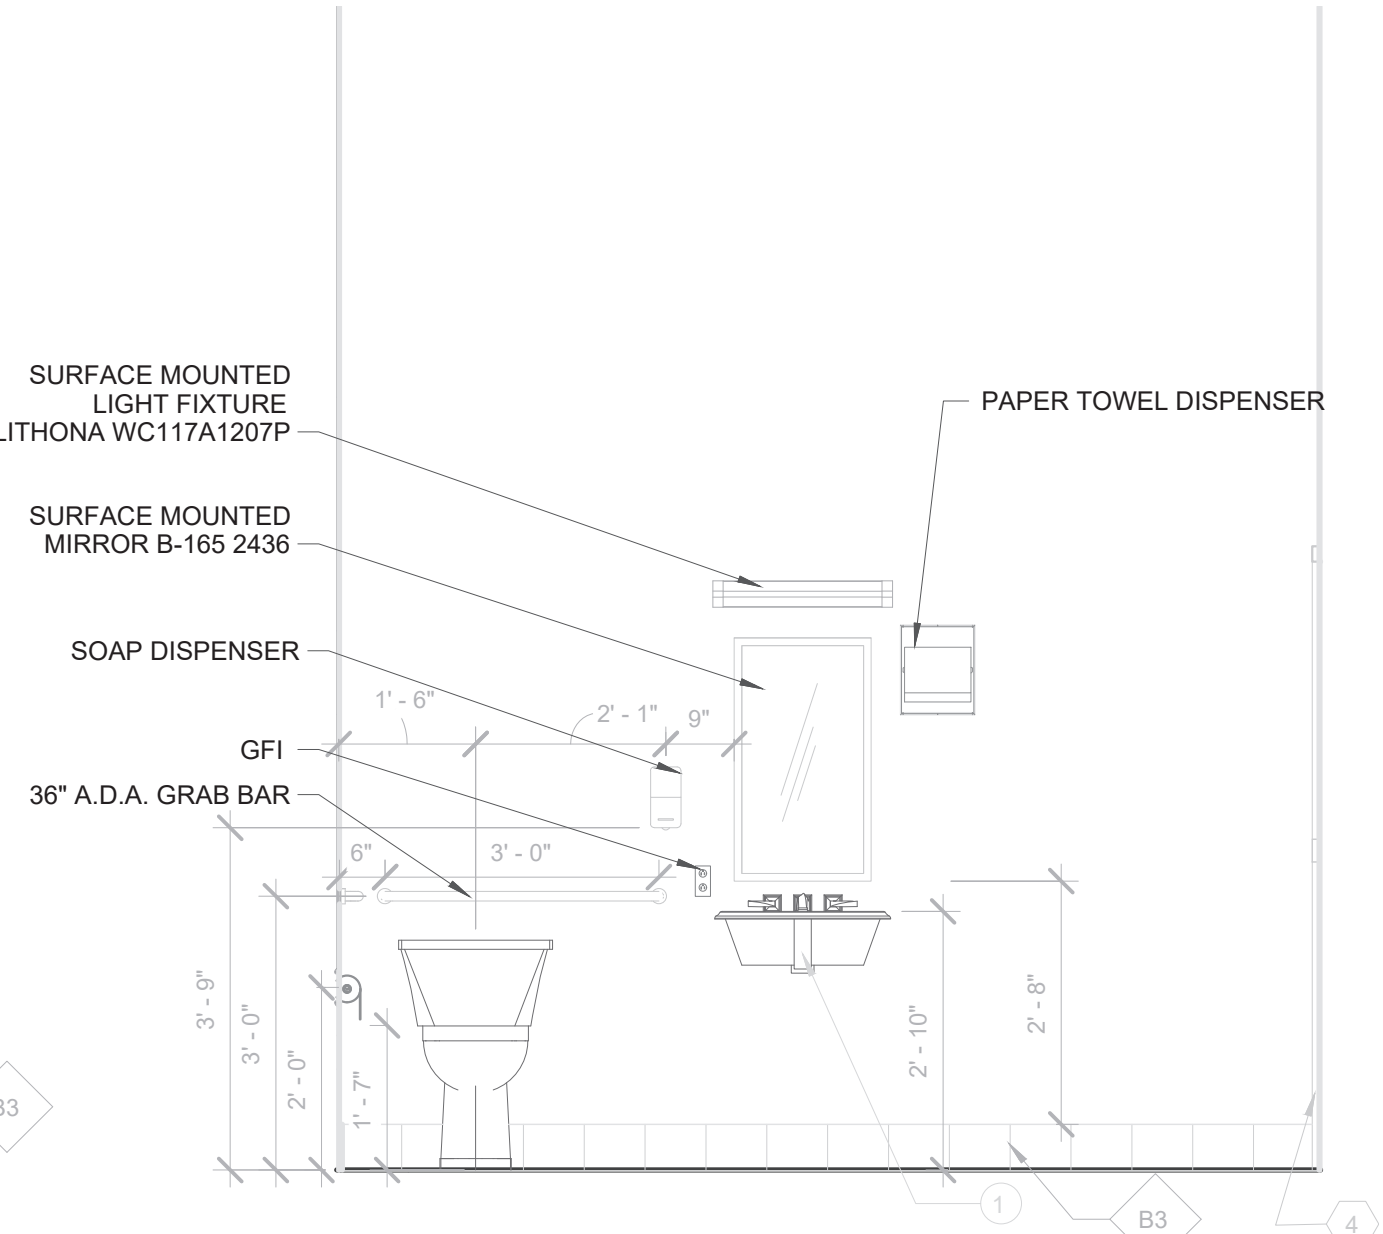 SURFACE MOUNTED
LIGHT FIXTURE
LITHONA WC117A1207P
PAPER TOWEL DISPENSER
SURFACE MOUNTED
MIRROR B-165 2436
SOAP DISPENSER
1' - 6"
2' - 1"
9"
GFI
36" A.D.A. GRAB BAR
6"
3' - 0"
3' - 9"
3' - 0"
2' - 0"
1' - 7"
2' - 10"
2' - 8"
33
1
B3
4